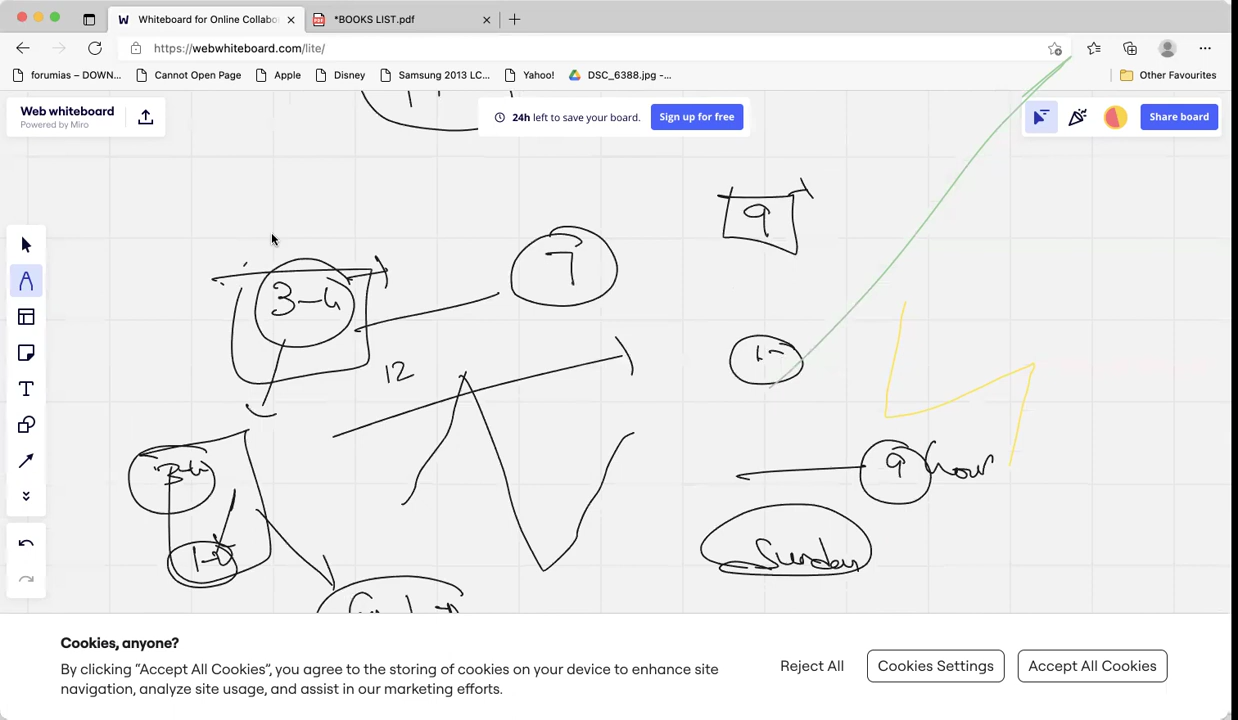 Whiteboard for Online Collabo
*BOOKS LIST.pdf
https://webwhiteboard.com/lite/
forumias – DOWN...
Cannot Open Page
Apple
Disney
Samsung 2013 LC...
Yahoo!
DSC_6388.jpg -...
Other Favourites
Web whiteboard
Powered by Miro
24h left to save your board.
Sign up for free
Share board
9
7
3-4
12
9 hour
3-4
1-2
Sunday
Cookies, anyone?
By clicking “Accept All Cookies”, you agree to the storing of cookies on your device to enhance site
navigation, analyze site usage, and assist in our marketing efforts.
Reject All
Cookies Settings
Accept All Cookies